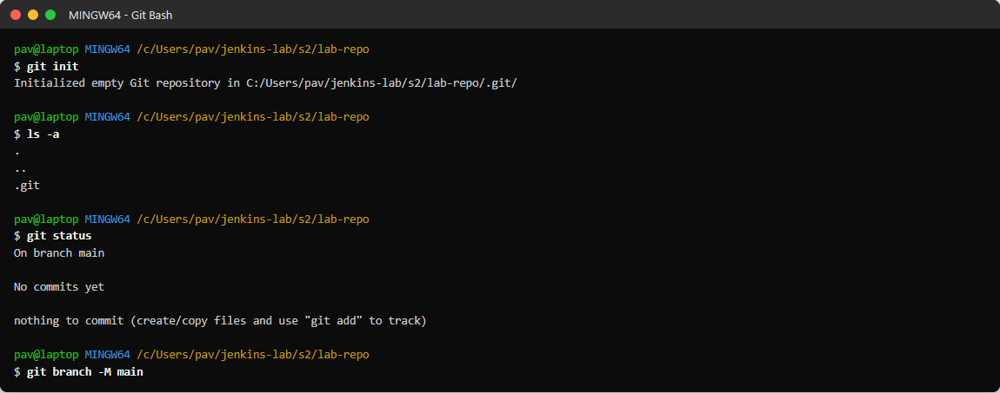 MINGW64 - Git Bash
pav@laptop MINGW64 /c/Users/pav/jenkins-lab/s2/lab-repo
$ git init
Initialized empty Git repository in C:/Users/pav/jenkins-lab/s2/lab-repo/.git/
pav@laptop MINGW64 /c/Users/pav/jenkins-lab/s2/lab-repo
$ ls -a
.
..
.git
pav@laptop MINGW64 /c/Users/pav/jenkins-lab/s2/lab-repo
$ git status
On branch main
No commits yet
nothing to commit (create/copy files and use "git add" to track)
pav@laptop MINGW64 /c/Users/pav/jenkins-lab/s2/lab-repo
$ git branch -M main